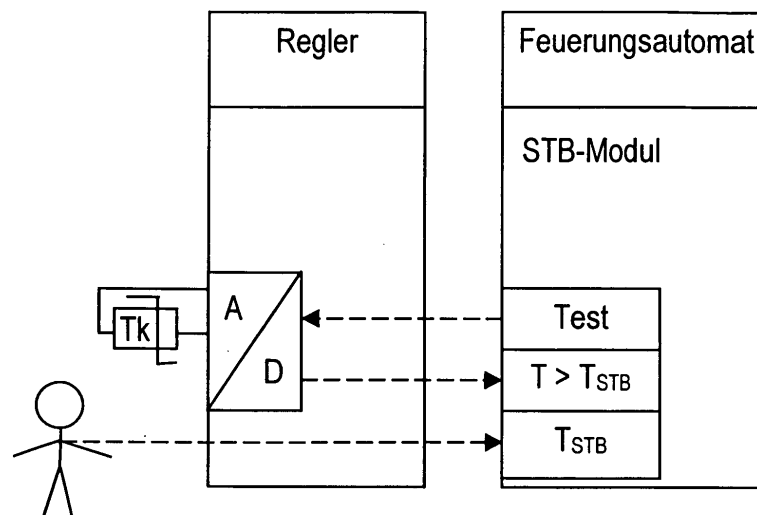 Regler
Feuerungsautomat
STB-Modul
A
Tk
Test
D
T > TSTB
TSTB